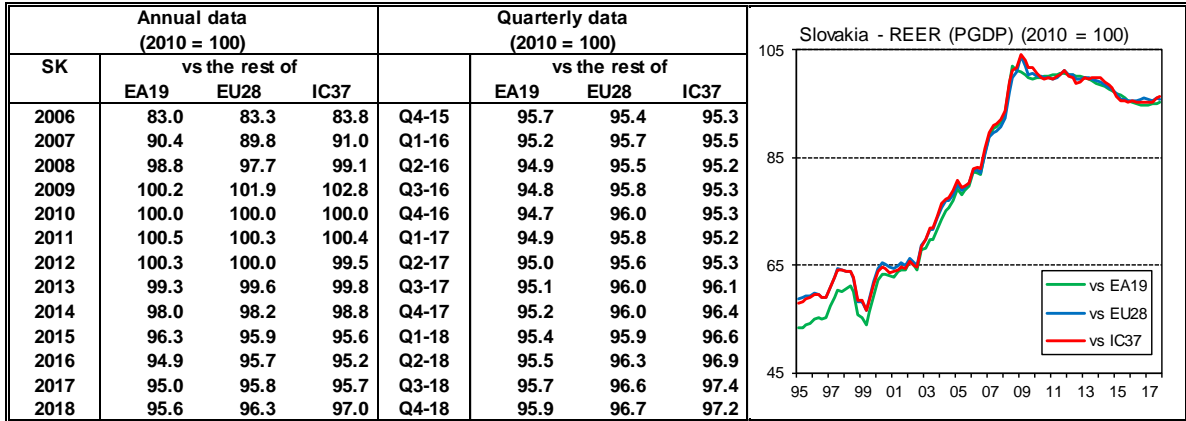 Annual data Quarterly data
(2010 = 100) (2010 = 100)
SK vs the rest of vs the rest of
EA19 EU28 IC37 EA19 EU28 IC37
2006 83.0 83.3 83.8 Q4-15 95.7 95.4 95.3
2007 90.4 89.8 91.0 Q1-16 95.2 95.7 95.5
2008 98.8 97.7 99.1 Q2-16 94.9 95.5 95.2
2009 100.2 101.9 102.8 Q3-16 94.8 95.8 95.3
2010 100.0 100.0 100.0 Q4-16 94.7 96.0 95.3
2011 100.5 100.3 100.4 Q1-17 94.9 95.8 95.2
2012 100.3 100.0 99.5 Q2-17 95.0 95.6 95.3
2013 99.3 99.6 99.8 Q3-17 95.1 96.0 96.1
2014 98.0 98.2 98.8 Q4-17 95.2 96.0 96.4
2015 96.3 95.9 95.6 Q1-18 95.4 95.9 96.6
2016 94.9 95.7 95.2 Q2-18 95.5 96.3 96.9
2017 95.0 95.8 95.7 Q3-18 95.7 96.6 97.4
2018 95.6 96.3 97.0 Q4-18 95.9 96.7 97.2
Slovakia - REER (PGDP) (2010 = 100)
105
85
65
45
vs EA19
vs EU28
vs IC37
95 97 99 01 03 05 07 09 11 13 15 17